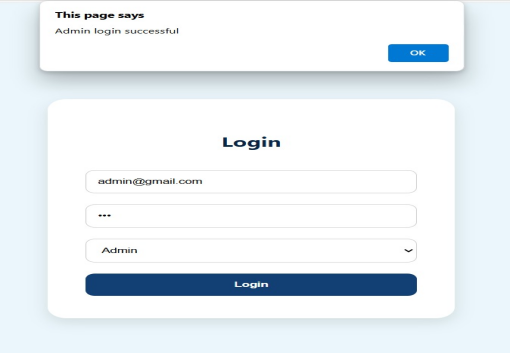 This page says
Admin login successful
OK
Login
admin@gmail.com
•••
Admin
Login